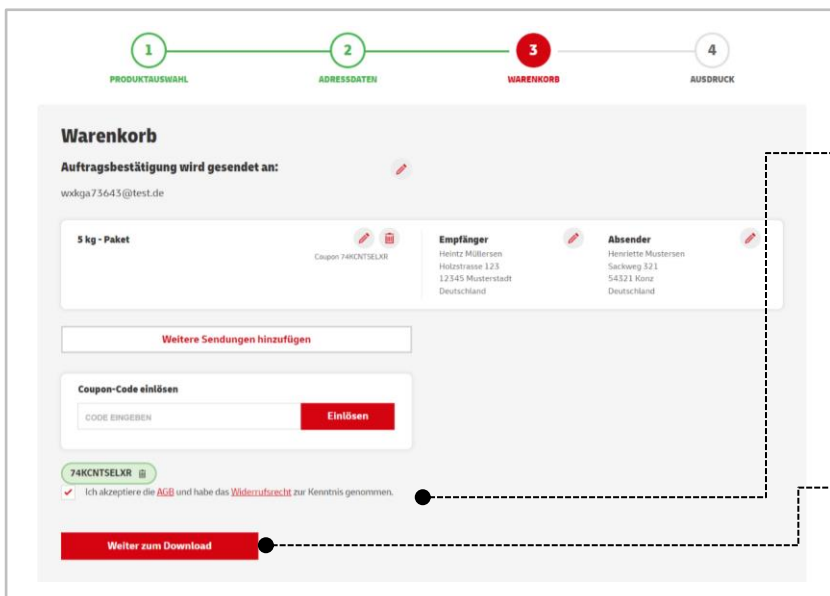 1
2
3
4
PRODUKTAUSWAHL
ADRESSDATEN
WARENKORB
AUSDRUCK
Warenkorb
Auftragsbestätigung wird gesendet an:
wxkga73643@test.de
5 kg - Paket
Coupon 74KCNTSELXR
Empfänger
Heintz Müllersen
Holzstrasse 123
12345 Musterstadt
Deutschland
Absender
Henriette Mustersen
Sackweg 321
54321 Konz
Deutschland
Weitere Sendungen hinzufügen
Coupon-Code einlösen
CODE EINGEBEN
Einlösen
74KCNTSELXR
Ich akzeptiere die AGB und habe das Widerrufsrecht zur Kenntnis genommen.
Weiter zum Download